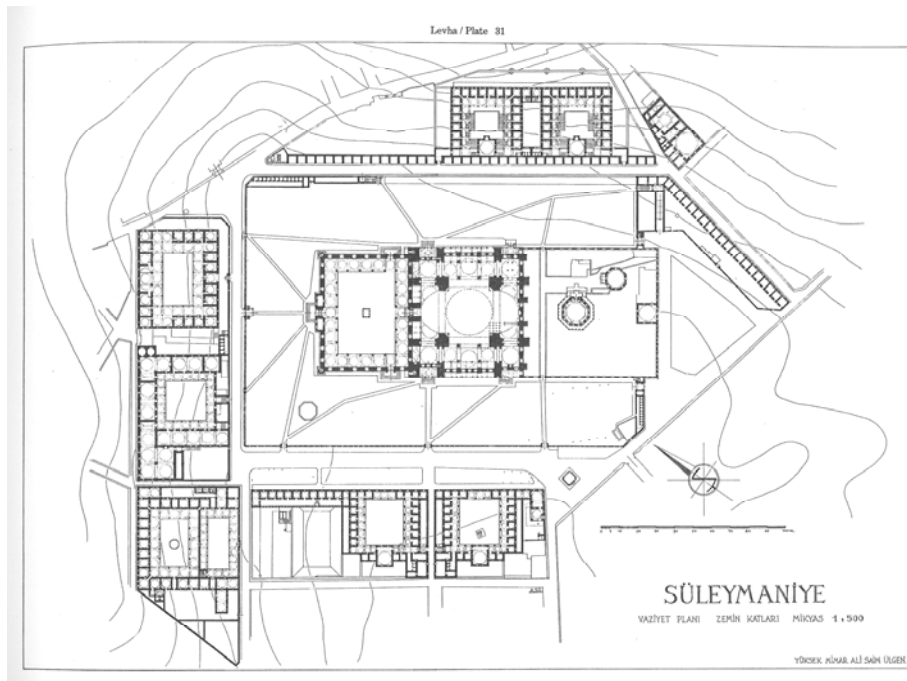 Levha / Plate 31
SÜLEYMANİYE
VAZİYET PLANI ZEMİN KATLARI MİKYAS 1,500
YÜKSEK MİMAR ALİ SAİM ÜLGEN